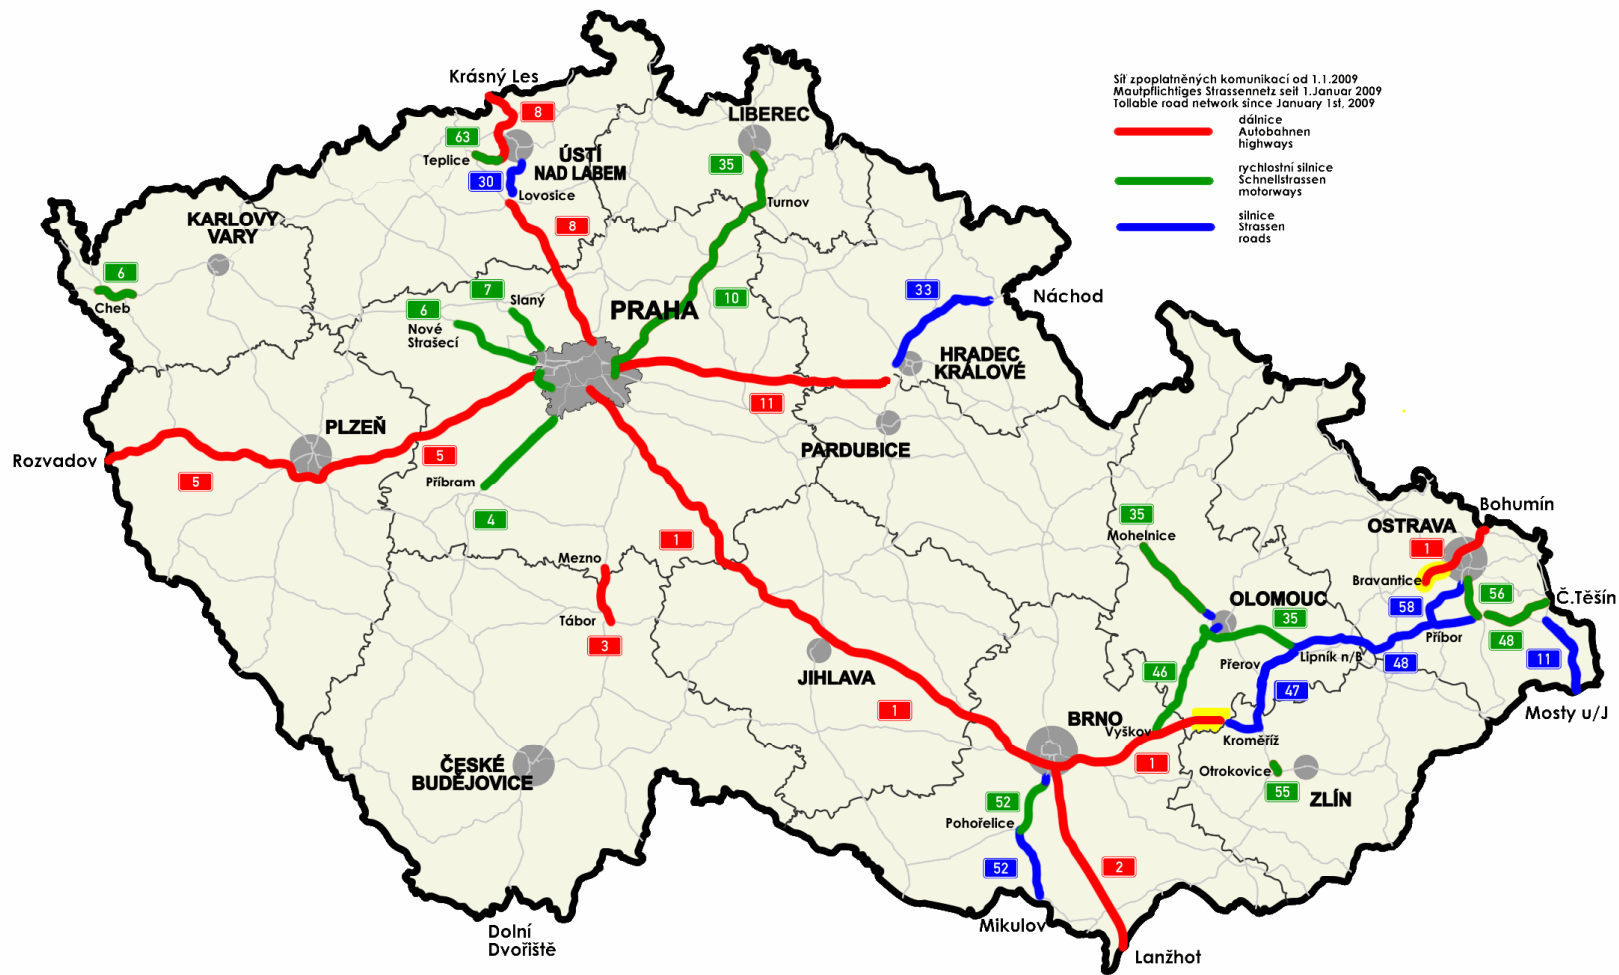 Krásný Les
8
63
Teplice
ÚSTÍ
NAD LABEM
30
Lovosice
8
LIBEREC
35
Turnov
Síť zpoplatněných komunikací od 1.1.2009
Mautpflichtiges Strassennetz seit 1.Januar 2009
Tollable road network since January 1st, 2009
dálnice
Autobahnen
highways
rychlostní silnice
Schnellstrassen
motorways
silnice
Strassen
roads
KARLOVY
VARY
6
Cheb
7
Slaný
6
Nové
Strašecí
PRAHA
10
33
Náchod
HRADEC
KRÁLOVÉ
11
PARDUBICE
PLZEŇ
Rozvadov
5
5
Příbram
4
1
Mezno
Tábor
3
JIHLAVA
1
ČESKÉ
BUDĚJOVICE
Dolní
Dvořiště
35
Mohelnice
OLOMOUC
35
46
Přerov
Lipník n/B
47
48
BRNO
Vyškov
1
Kroměříž
Otrokovice
55
ZLÍN
52
Pohořelice
52
Mikulov
2
Lanžhot
Bohumín
OSTRAVA
1
Bravantice
58
56
Č.Těšín
Příbor
48
11
Mosty u/J